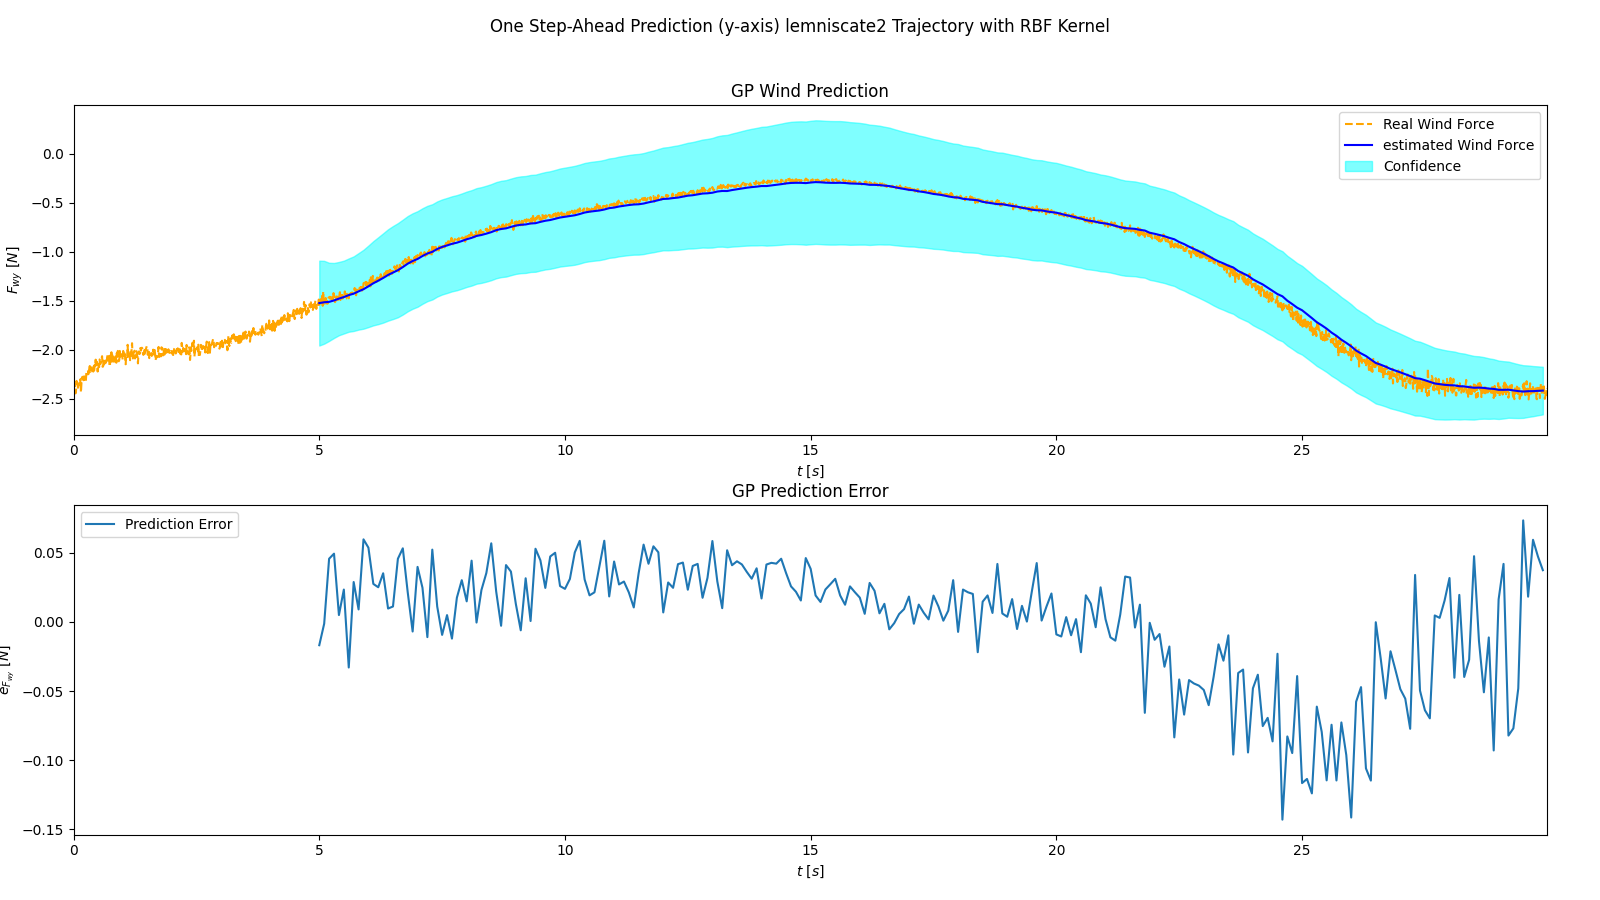 One Step-Ahead Prediction (y-axis) lemniscate2 Trajectory with RBF Kernel
GP Wind Prediction
Real Wind Force
estimated Wind Force
Confidence
0.0
−0.5
−1.0
−1.5
−2.0
−2.5
F_wy [N]
0 5 10 15 20 25
t [s]
GP Prediction Error
Prediction Error
0.05
0.00
−0.05
−0.10
−0.15
e_F_wy [N]
0 5 10 15 20 25
t [s]